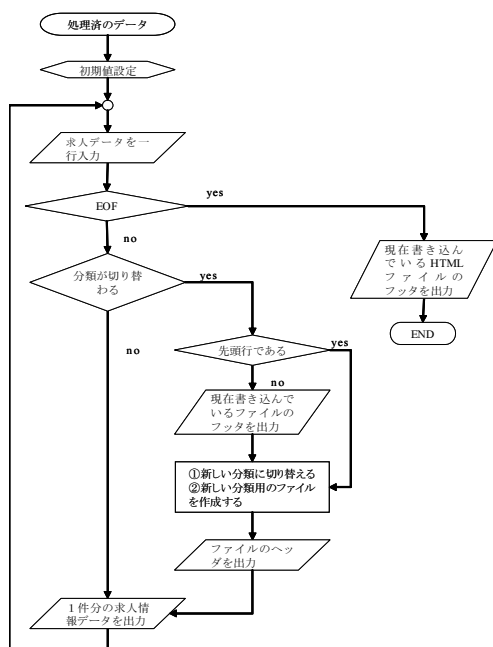 処理済のデータ
初期値設定
求人データを一
行入力
EOF
yes
no
現在書き込ん
でいる HTML
ファイルの
フッタを出力
END
分類が切り替
わる
yes
no
先頭行である
yes
no
現在書き込んで
いるファイルの
フッタを出力
①新しい分類に切り替える
②新しい分類用のファイル
を作成する
ファイルのヘッ
ダを出力
1 件分の求人情
報データを出力